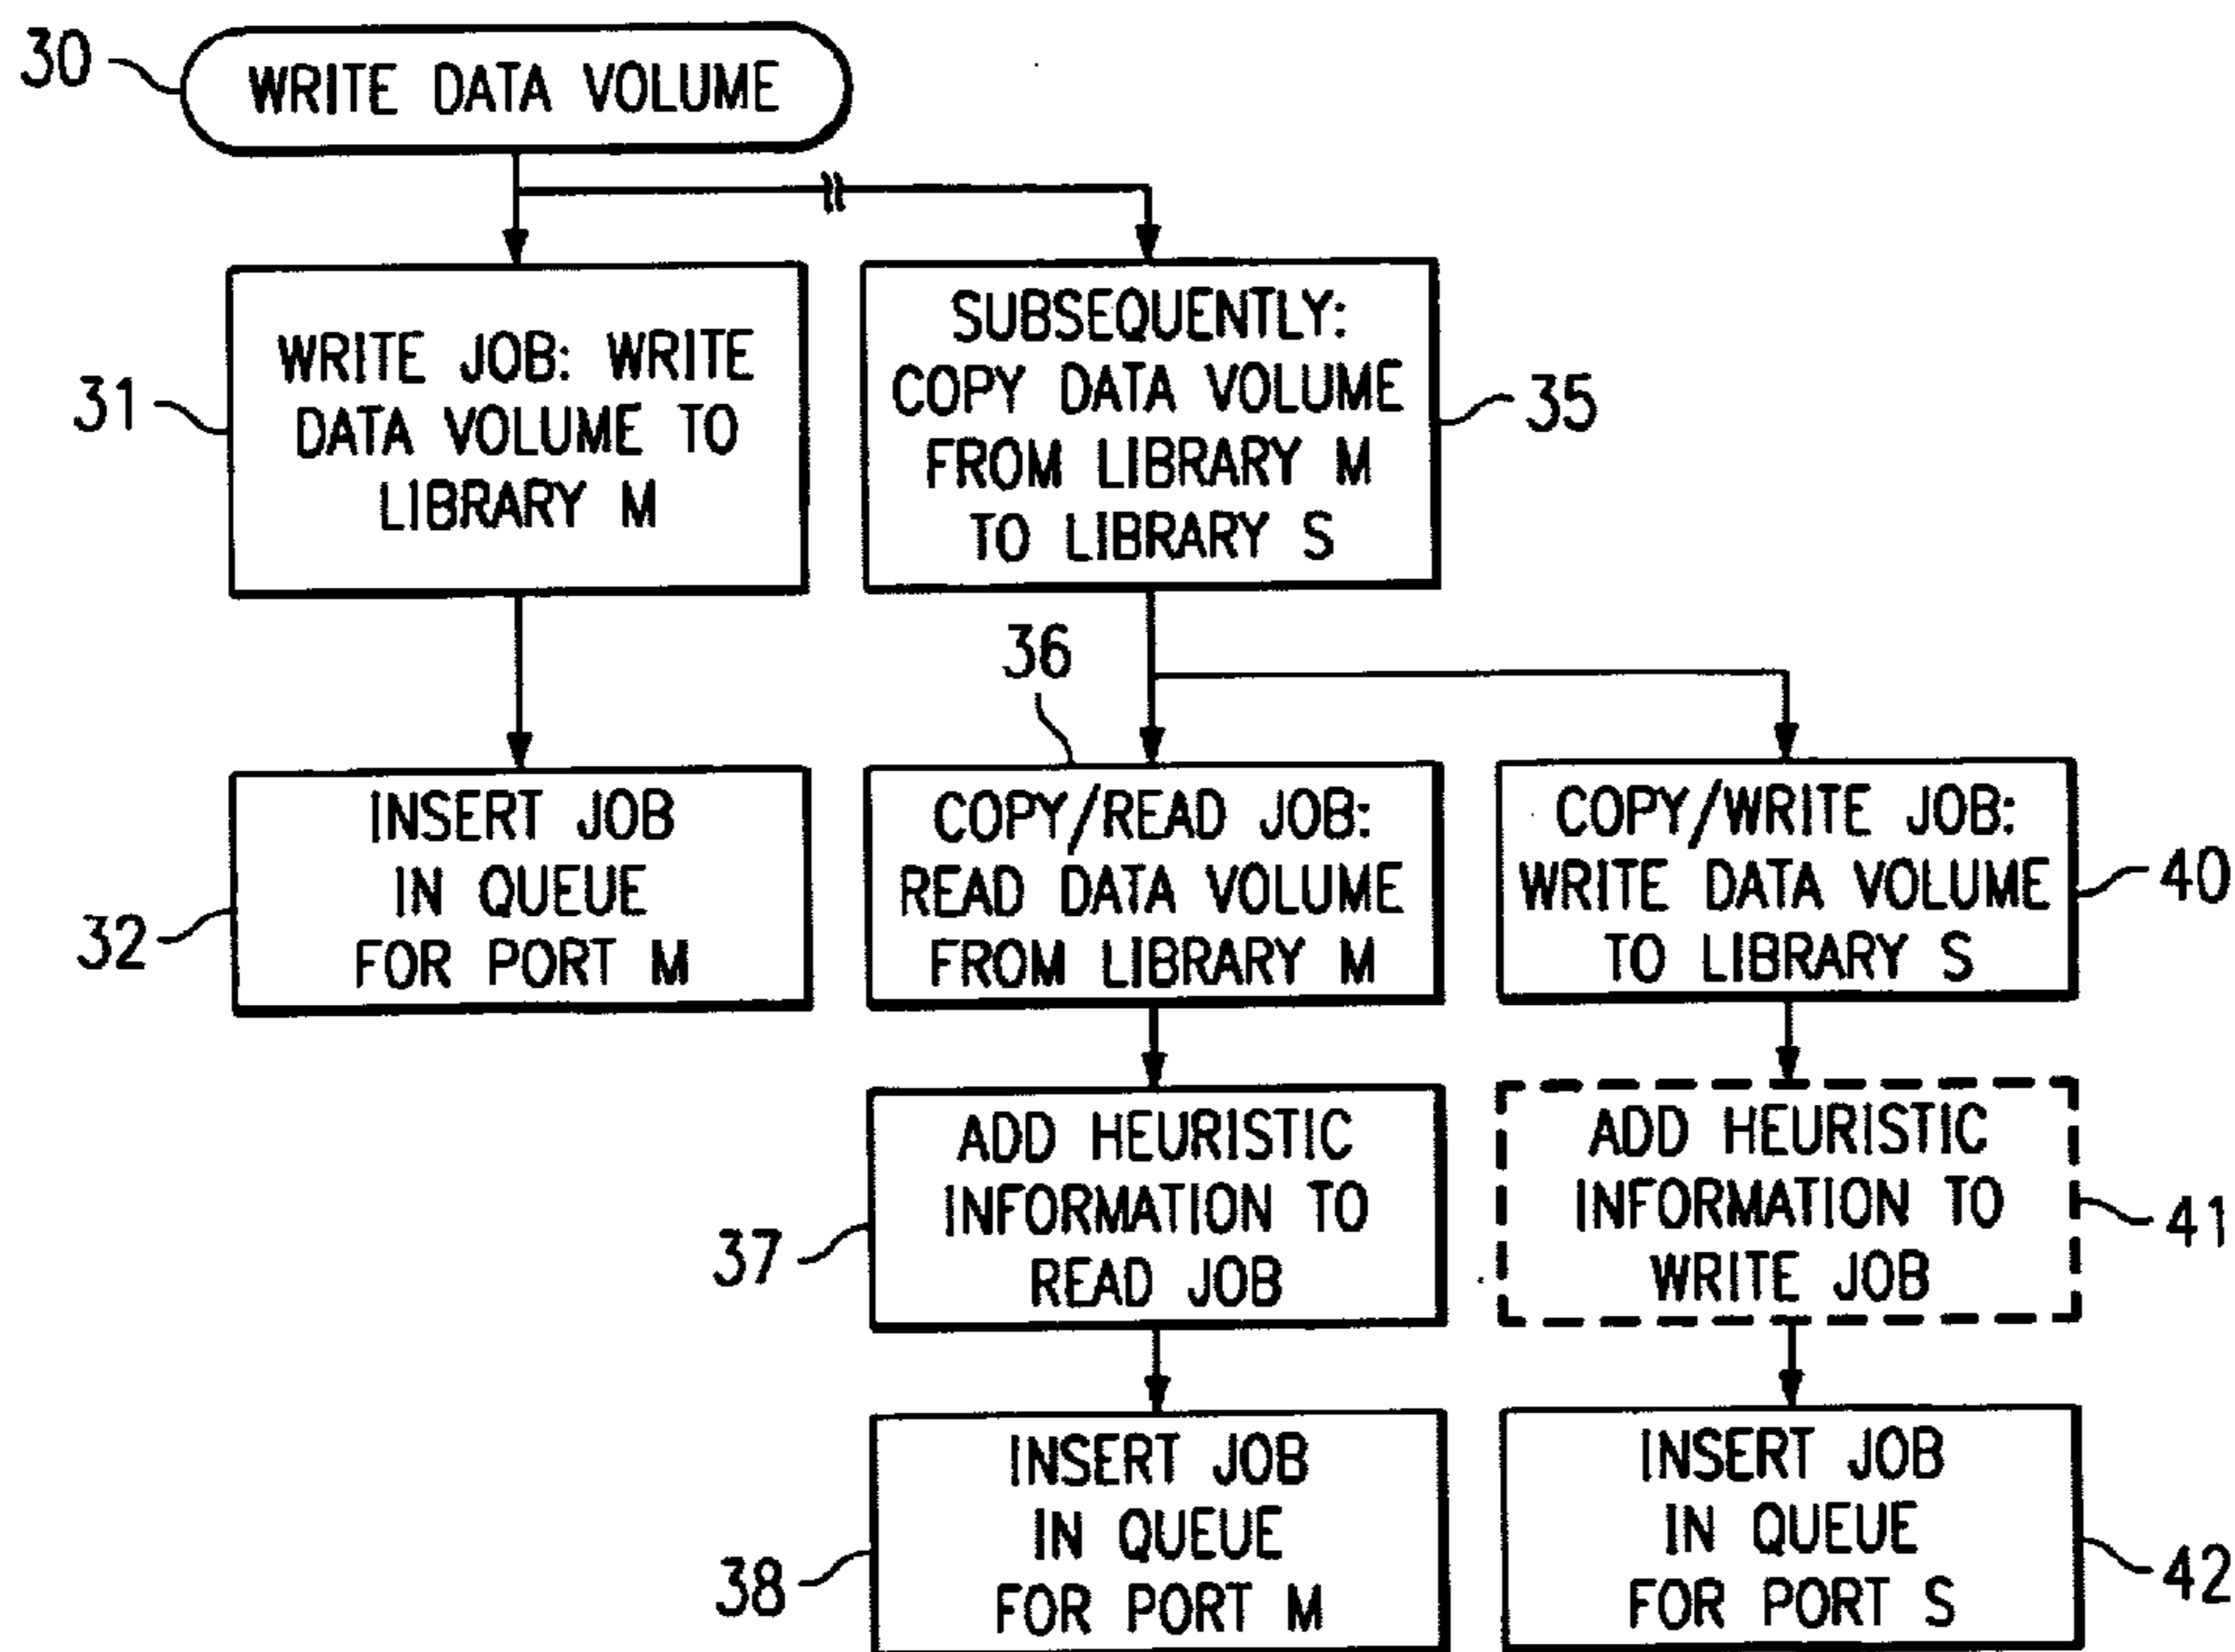 30
WRITE DATA VOLUME
31
WRITE JOB: WRITE
DATA VOLUME TO
LIBRARY M
SUBSEQUENTLY:
COPY DATA VOLUME
FROM LIBRARY M
TO LIBRARY S
35
32
INSERT JOB
IN QUEUE
FOR PORT M
36
COPY/READ JOB:
READ DATA VOLUME
FROM LIBRARY M
COPY/WRITE JOB:
WRITE DATA VOLUME
TO LIBRARY S
40
37
ADD HEURISTIC
INFORMATION TO
READ JOB
ADD HEURISTIC
INFORMATION TO
WRITE JOB
41
38
INSERT JOB
IN QUEUE
FOR PORT M
INSERT JOB
IN QUEUE
FOR PORT S
42